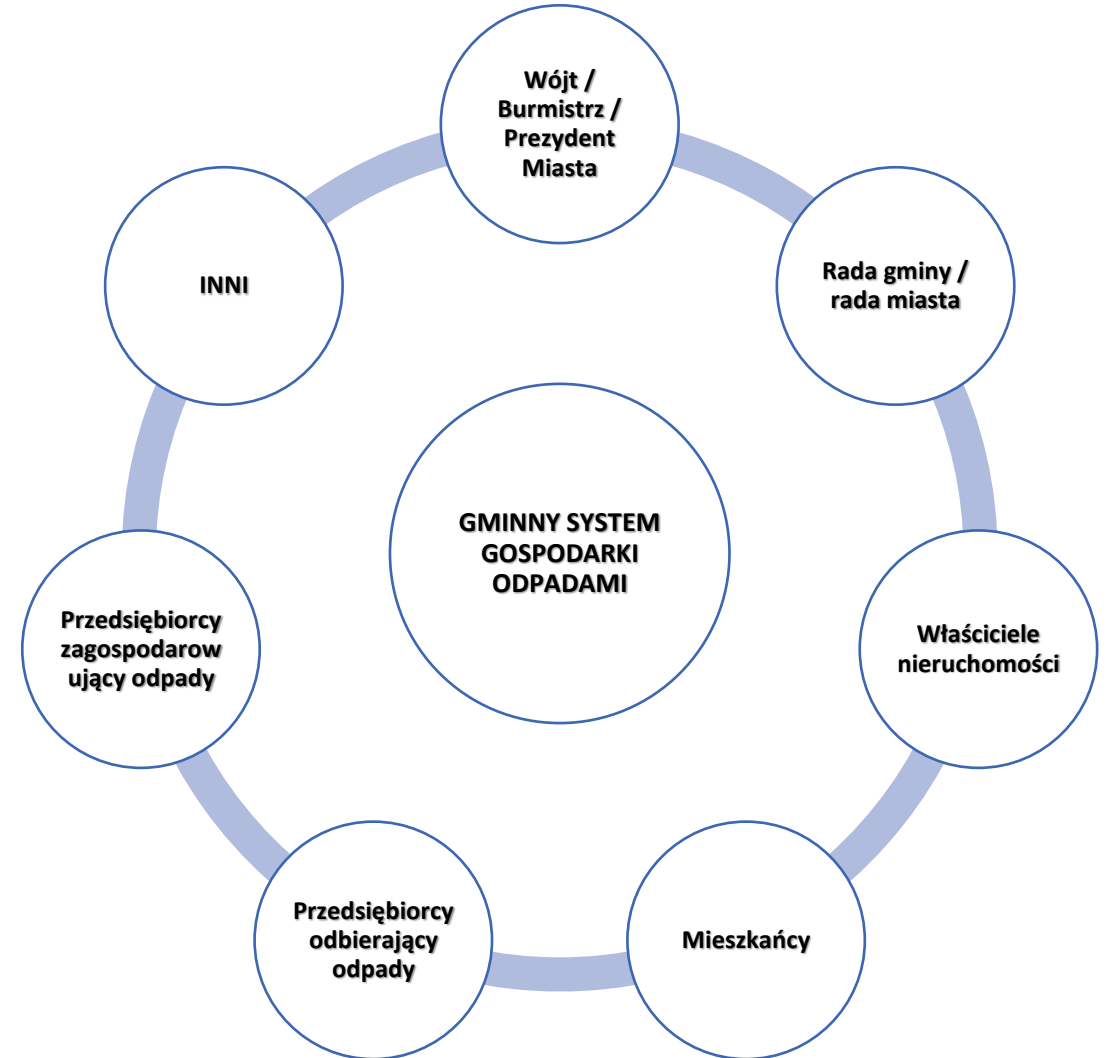 Wójt /
Burmistrz /
Prezydent
Miasta
INNI
Rada gminy /
rada miasta
GMINNY SYSTEM
GOSPODARKI
ODPADAMI
Przedsiębiorcy
zagospodarow
ujący odpady
Właściciele
nieruchomości
Przedsiębiorcy
odbierający
odpady
Mieszkańcy